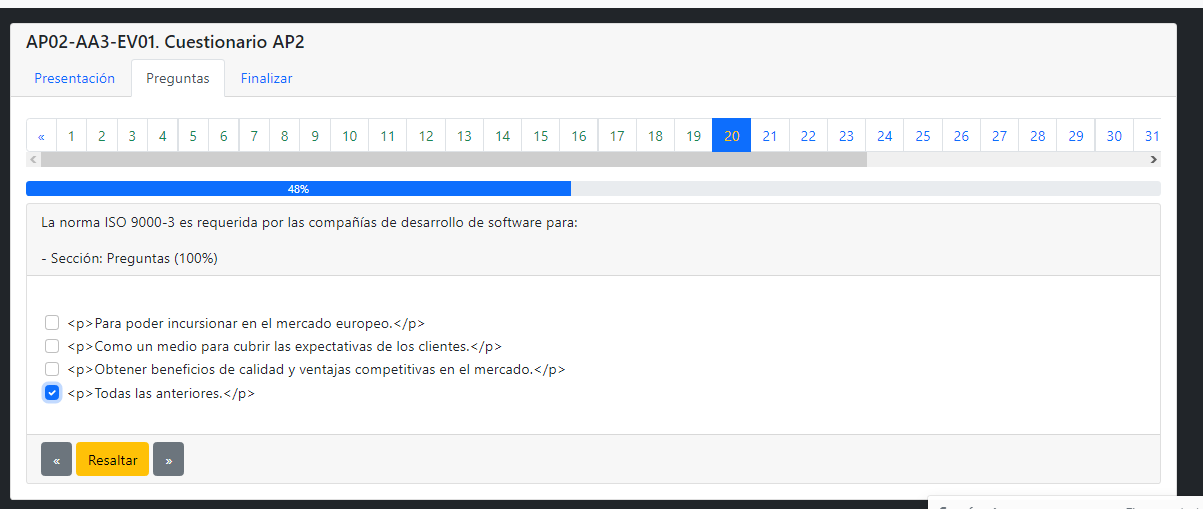 AP02-AA3-EV01. Cuestionario AP2
Presentación Preguntas Finalizar
« 1 2 3 4 5 6 7 8 9 10 11 12 13 14 15 16 17 18 19 20 21 22 23 24 25 26 27 28 29 30 31
48%
La norma ISO 9000-3 es requerida por las compañías de desarrollo de software para:
- Sección: Preguntas (100%)
<p>Para poder incursionar en el mercado europeo.</p>
<p>Como un medio para cubrir las expectativas de los clientes.</p>
<p>Obtener beneficios de calidad y ventajas competitivas en el mercado.</p>
<p>Todas las anteriores.</p>
« Resaltar »